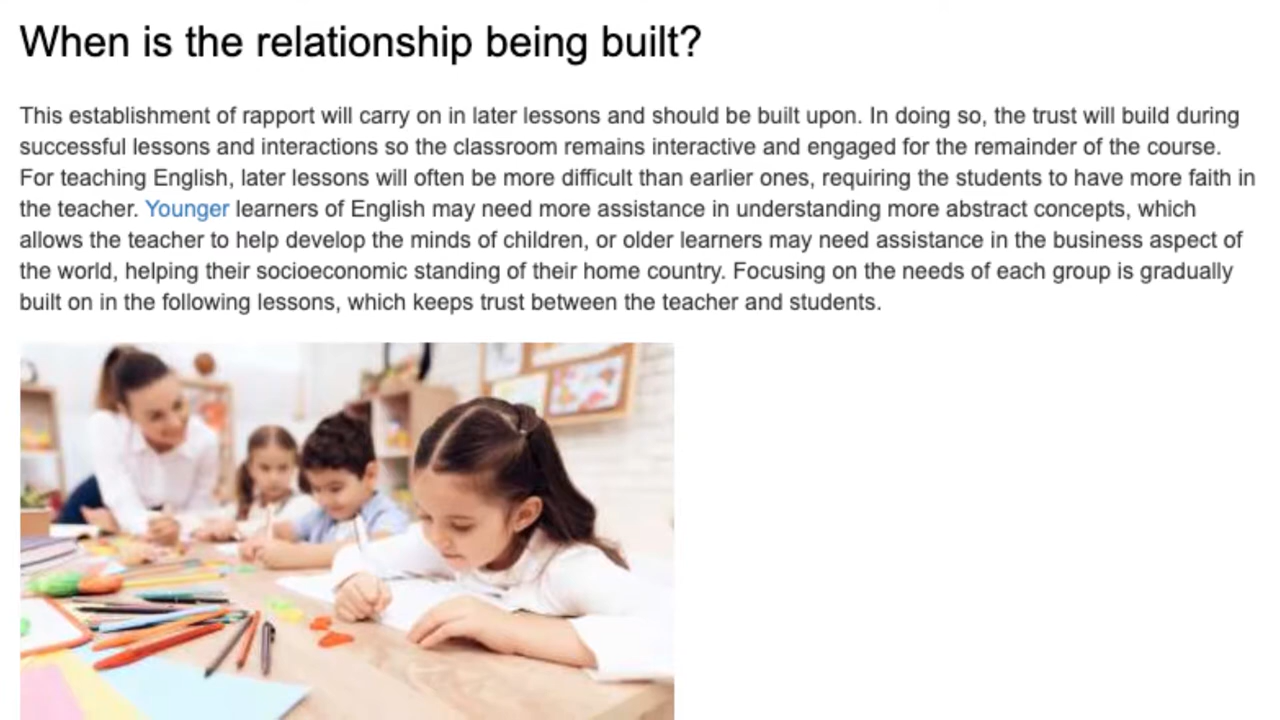 When is the relationship being built?
This establishment of rapport will carry on in later lessons and should be built upon. In doing so, the trust will build during
successful lessons and interactions so the classroom remains interactive and engaged for the remainder of the course.
For teaching English, later lessons will often be more difficult than earlier ones, requiring the students to have more faith in
the teacher. Younger learners of English may need more assistance in understanding more abstract concepts, which
allows the teacher to help develop the minds of children, or older learners may need assistance in the business aspect of
the world, helping their socioeconomic standing of their home country. Focusing on the needs of each group is gradually
built on in the following lessons, which keeps trust between the teacher and students.